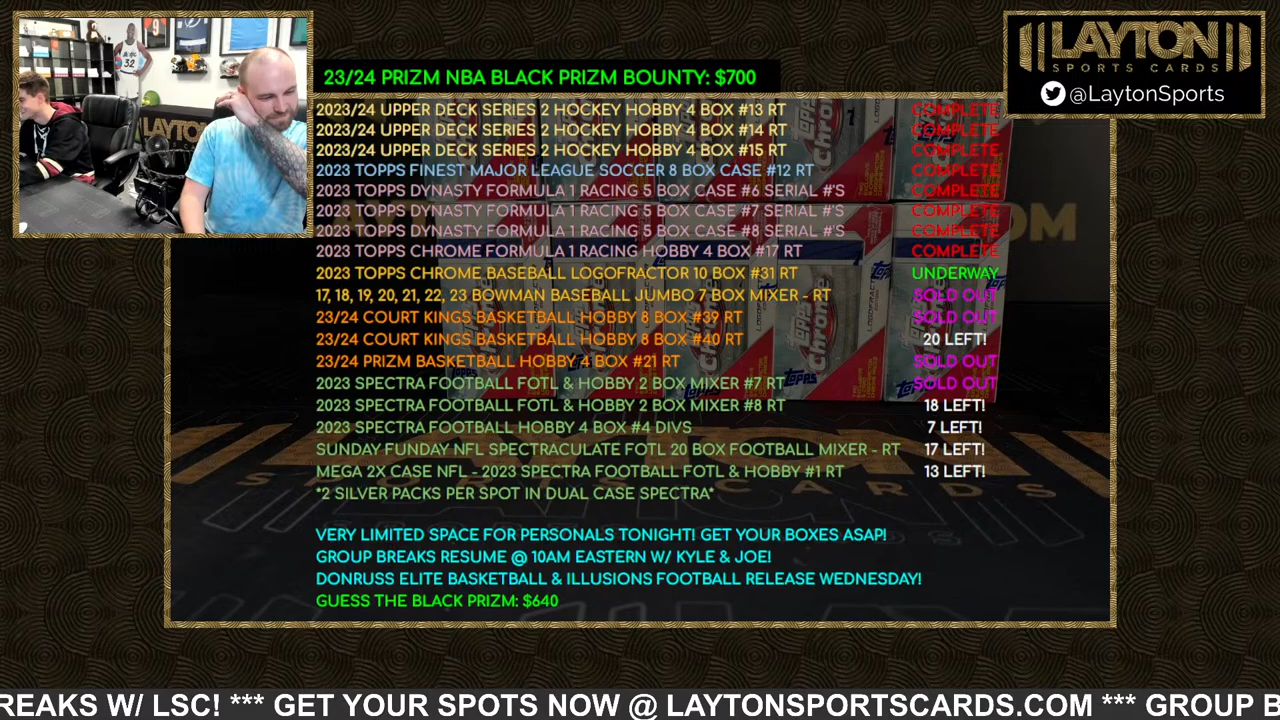 LAYTON
SPORTS CARDS
@LaytonSports
23/24 PRIZM NBA BLACK PRIZM BOUNTY: $700
2023/24 UPPER DECK SERIES 2 HOCKEY HOBBY 4 BOX #13 RT COMPLETE
2023/24 UPPER DECK SERIES 2 HOCKEY HOBBY 4 BOX #14 RT COMPLETE
2023/24 UPPER DECK SERIES 2 HOCKEY HOBBY 4 BOX #15 RT COMPLETE
2023 TOPPS FINEST MAJOR LEAGUE SOCCER 8 BOX CASE #12 RT COMPLETE
2023 TOPPS DYNASTY FORMULA 1 RACING 5 BOX CASE #6 SERIAL #'S COMPLETE
2023 TOPPS DYNASTY FORMULA 1 RACING 5 BOX CASE #7 SERIAL #'S COMPLETE
2023 TOPPS DYNASTY FORMULA 1 RACING 5 BOX CASE #8 SERIAL #'S COMPLETE
2023 TOPPS CHROME FORMULA 1 RACING HOBBY 4 BOX #17 RT COMPLETE
2023 TOPPS CHROME BASEBALL LOGOFRACTOR 10 BOX #31 RT UNDERWAY
17, 18, 19, 20, 21, 22, 23 BOWMAN BASEBALL JUMBO 7 BOX MIXER - RT SOLD OUT
23/24 COURT KINGS BASKETBALL HOBBY 8 BOX #39 RT SOLD OUT
23/24 COURT KINGS BASKETBALL HOBBY 8 BOX #40 RT 20 LEFT!
23/24 PRIZM BASKETBALL HOBBY 4 BOX #21 RT SOLD OUT
2023 SPECTRA FOOTBALL FOTL & HOBBY 2 BOX MIXER #7 RT SOLD OUT
2023 SPECTRA FOOTBALL FOTL & HOBBY 2 BOX MIXER #8 RT 18 LEFT!
2023 SPECTRA FOOTBALL HOBBY 4 BOX #4 DIVS 7 LEFT!
SUNDAY FUNDAY NFL SPECTRACULATE FOTL 20 BOX FOOTBALL MIXER - RT 17 LEFT!
MEGA 2X CASE NFL - 2023 SPECTRA FOOTBALL FOTL & HOBBY #1 RT 13 LEFT!
*2 SILVER PACKS PER SPOT IN DUAL CASE SPECTRA*
VERY LIMITED SPACE FOR PERSONALS TONIGHT! GET YOUR BOXES ASAP!
GROUP BREAKS RESUME @ 10AM EASTERN W/ KYLE & JOE!
DONRUSS ELITE BASKETBALL & ILLUSIONS FOOTBALL RELEASE WEDNESDAY!
GUESS THE BLACK PRIZM: $640
REAKS W/ LSC! *** GET YOUR SPOTS NOW @ LAYTONSPORTSCARDS.COM *** GROUP B